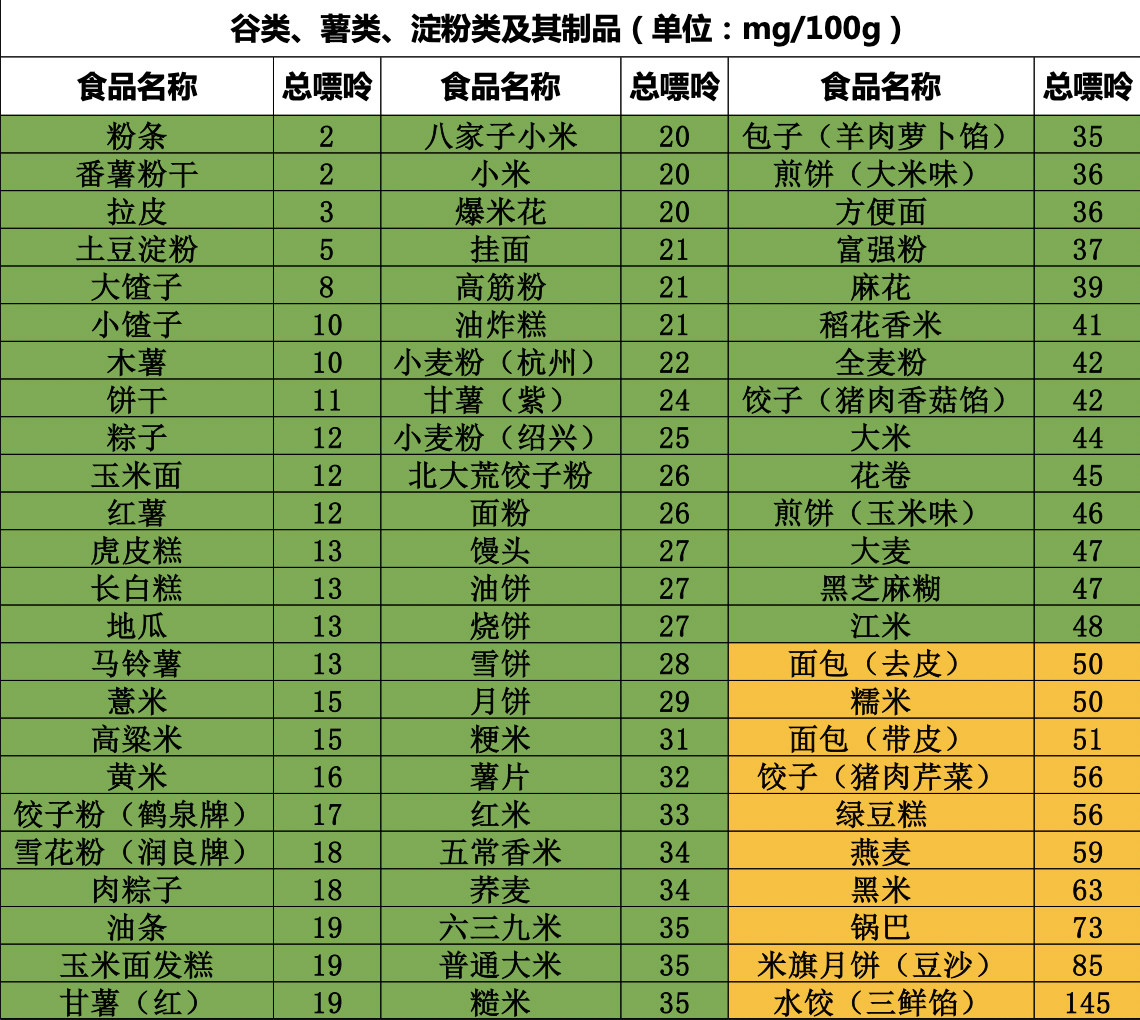 谷类、薯类、淀粉类及其制品（单位：mg/100g）
食品名称 总嘌呤 食品名称 总嘌呤 食品名称 总嘌呤
粉条 2 八家子小米 20 包子（羊肉萝卜馅） 35
番薯粉干 2 小米 20 煎饼（大米味） 36
拉皮 3 爆米花 20 方便面 36
土豆淀粉 5 挂面 21 富强粉 37
大馇子 8 高筋粉 21 麻花 39
小馇子 10 油炸糕 21 稻花香米 41
木薯 10 小麦粉（杭州） 22 全麦粉 42
饼干 11 甘薯（紫） 24 饺子（猪肉香菇馅） 42
粽子 12 小麦粉（绍兴） 25 大米 44
玉米面 12 北大荒饺子粉 26 花卷 45
红薯 12 面粉 26 煎饼（玉米味） 46
虎皮糕 13 馒头 27 大麦 47
长白糕 13 油饼 27 黑芝麻糊 47
地瓜 13 烧饼 27 江米 48
马铃薯 13 雪饼 28 面包（去皮） 50
薏米 15 月饼 29 糯米 50
高粱米 15 粳米 31 面包（带皮） 51
黄米 16 薯片 32 饺子（猪肉芹菜） 56
饺子粉（鹤泉牌） 17 红米 33 绿豆糕 56
雪花粉（润良牌） 18 五常香米 34 燕麦 59
肉粽子 18 荞麦 34 黑米 63
油条 19 六三九米 35 锅巴 73
玉米面发糕 19 普通大米 35 米旗月饼（豆沙） 85
甘薯（红） 19 糙米 35 水饺（三鲜馅） 145